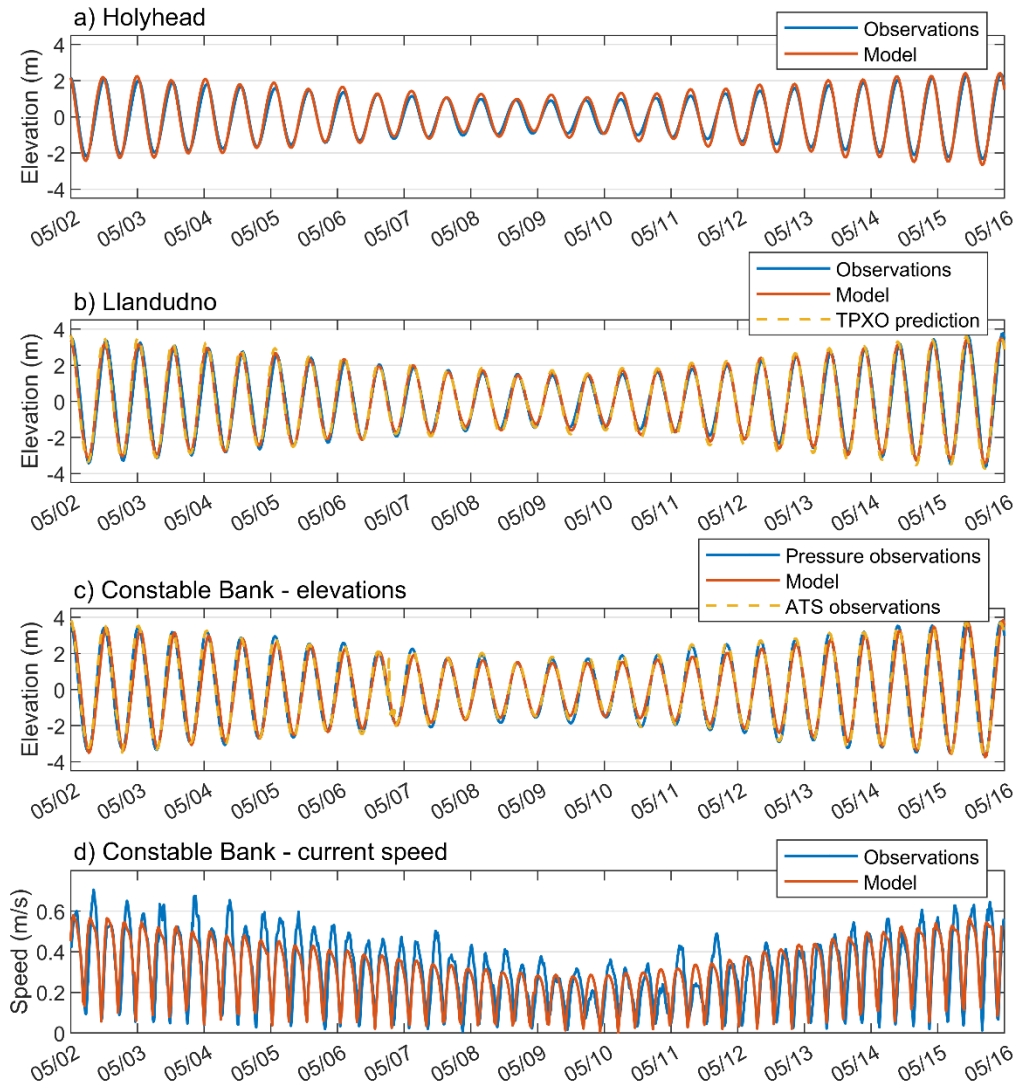 a) Holyhead
Observations
Model
Elevation (m)
4
2
0
-2
-4
05/02 05/03 05/04 05/05 05/06 05/07 05/08 05/09 05/10 05/11 05/12 05/13 05/14 05/15 05/16
b) Llandudno
Observations
Model
TPXO prediction
Elevation (m)
4
2
0
-2
-4
05/02 05/03 05/04 05/05 05/06 05/07 05/08 05/09 05/10 05/11 05/12 05/13 05/14 05/15 05/16
c) Constable Bank - elevations
Pressure observations
Model
ATS observations
Elevation (m)
4
2
0
-2
-4
05/02 05/03 05/04 05/05 05/06 05/07 05/08 05/09 05/10 05/11 05/12 05/13 05/14 05/15 05/16
d) Constable Bank - current speed
Observations
Model
Speed (m/s)
0.6
0.4
0.2
0
05/02 05/03 05/04 05/05 05/06 05/07 05/08 05/09 05/10 05/11 05/12 05/13 05/14 05/15 05/16